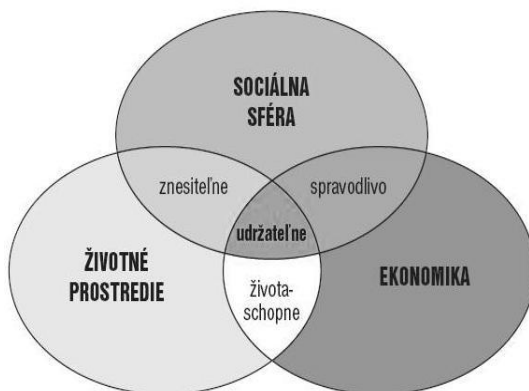 SOCIÁLNA
SFÉRA
znesiteľne
spravodlivo
udržateľne
ŽIVOTNÉ
PROSTREDIE
EKONOMIKA
života-
schopne